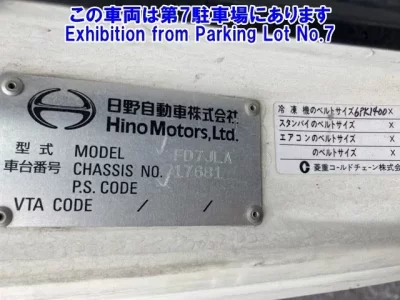 この車両は第7駐車場にあります
Exhibition from Parking Lot No.7
日野自動車株式会社
Hino Motors, Ltd.
型式 MODEL FD7JLA
車台番号 CHASSIS NO. 17681
P.S. CODE
VTA CODE / /
冷凍機のベルトサイズ 6PK1400 X
スタンバイのベルトサイズ X
エアコンのベルトサイズ X
のベルトサイズ X
菱重コールドチェーン株式会